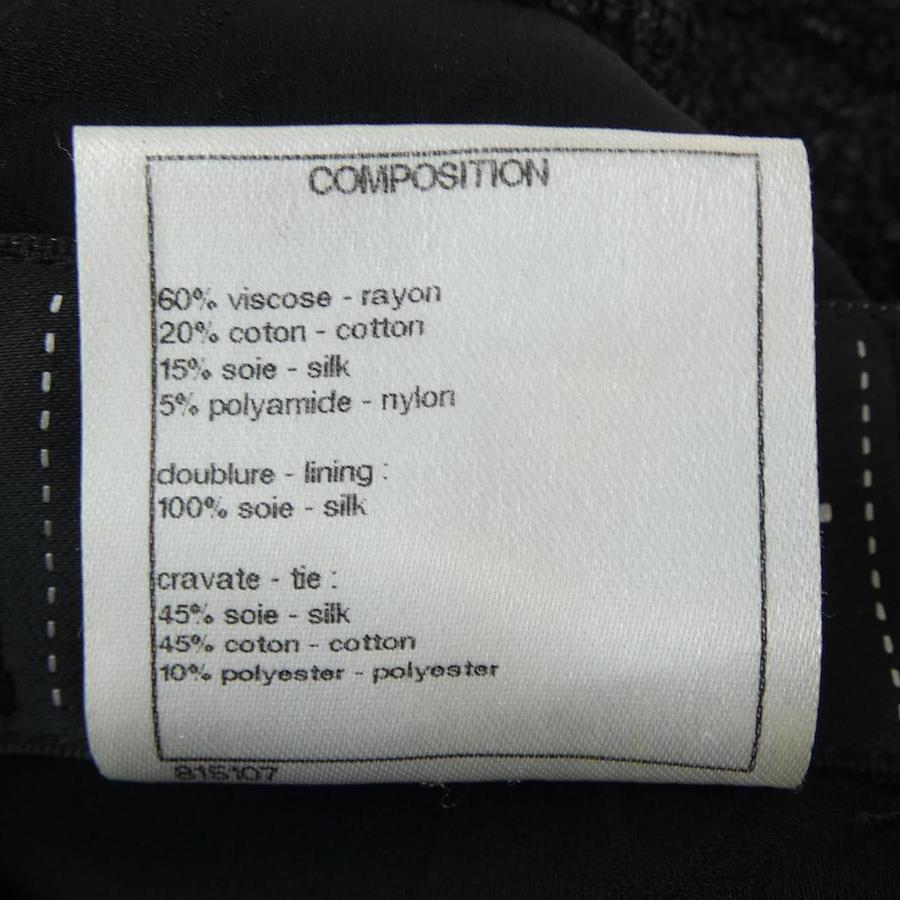 COMPOSITION
60% viscose - rayon
20% coton - cotton
15% soie - silk
5% polyamide - nylon
doublure - lining :
100% soie - silk
cravate - tie :
45% soie - silk
45% coton - cotton
10% polyester - polyester
815107